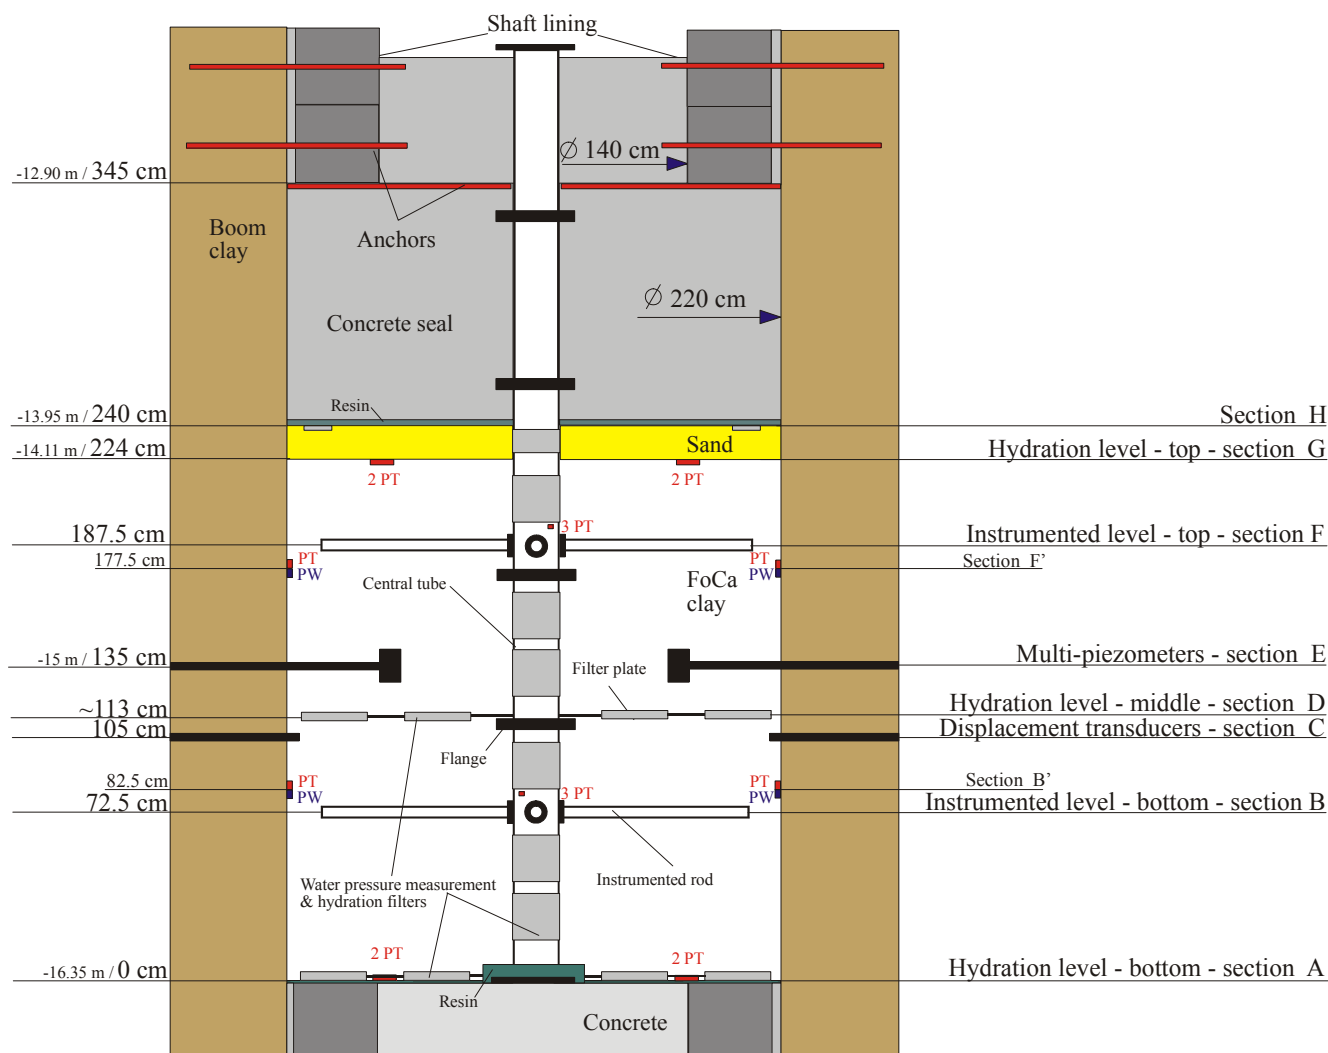 Shaft lining
Ø 140 cm
-12.90 m / 345 cm
Boom
clay
Anchors
Ø 220 cm
Concrete seal
Resin
-13.95 m / 240 cm
Section H
Sand
-14.11 m / 224 cm
Hydration level - top - section G
2 PT
2 PT
3 PT
187.5 cm
Instrumented level - top - section F
177.5 cm
PT
PW
PT
PW
Section F'
Central tube
FoCa
clay
-15 m / 135 cm
Multi-piezometers - section E
Filter plate
~113 cm
Hydration level - middle - section D
105 cm
Displacement transducers - section C
Flange
82.5 cm
PT
PW
PT
PW
Section B'
3 PT
72.5 cm
Instrumented level - bottom - section B
Water pressure measurement
& hydration filters
Instrumented rod
2 PT
2 PT
-16.35 m / 0 cm
Hydration level - bottom - section A
Resin
Concrete